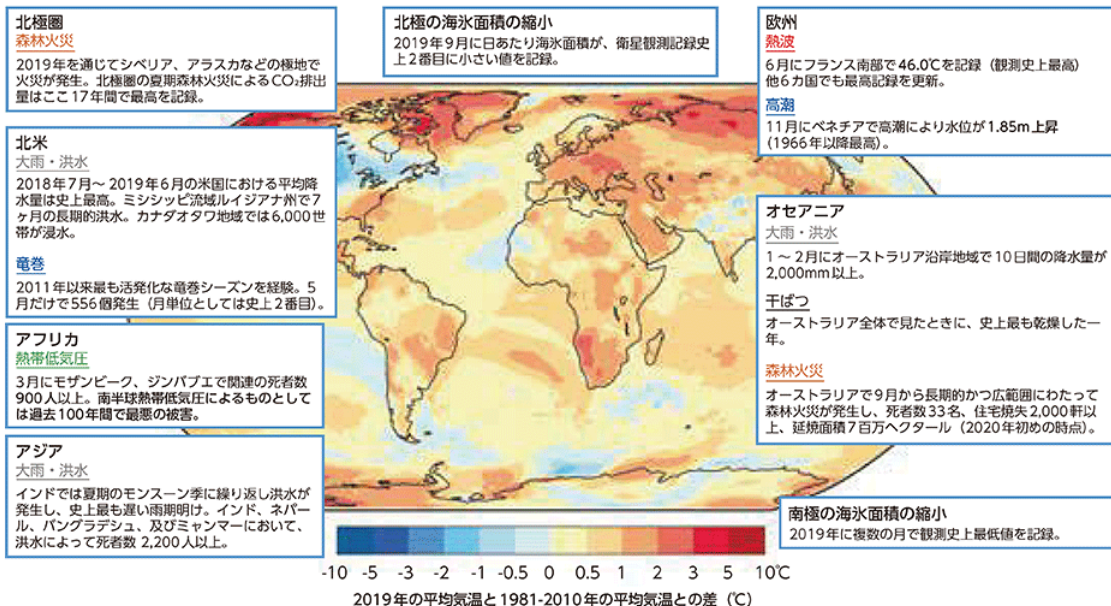 北極圏
森林火災
2019年を通じてシベリア、アラスカなどの極地で
火災が発生。北極圏の夏期森林火災によるCO₂排出
量はここ17年間で最高を記録。
北米
大雨・洪水
2018年7月~2019年6月の米国における平均降
水量は史上最高。ミシシッピ流域ルイジアナ州で7
ヶ月の長期的洪水。カナダオタワ地域では6,000世
帯が浸水。
竜巻
2011年以来最も活発化な竜巻シーズンを経験。5
月だけで556個発生(月単位としては史上2番目)。
アフリカ
熱帯低気圧
3月にモザンビーク、ジンバブエで関連の死者数
900人以上。南半球熱帯低気圧によるものとしては
過去100年間で最悪の被害。
アジア
大雨・洪水
インドでは夏期のモンスーン季に繰り返し洪水が
発生し、史上最も遅い雨期明け。インド、ネパー
ル、バングラデシュ、及びミャンマーにおいて、
洪水によって死者数 2,200人以上。
北極の海氷面積の縮小
2019年9月に日あたり海氷面積が、衛星観測記録史
上2番目に小さい値を記録。
欧州
熱波
6月にフランス南部で46.0℃を記録(観測史上最高)
他6カ国でも最高記録を更新。
高潮
11月にベネチアで高潮により水位が1.85m上昇
(1966年以降最高)。
オセアニア
大雨・洪水
1~2月にオーストラリア沿岸地域で10日間の降水量が
2,000mm以上。
干ばつ
オーストラリア全体で見たときに、史上最も乾燥した一
年。
森林火災
オーストラリアで9月から長期的かつ広範囲にわたって
森林火災が発生し、死者数33名、住宅焼失2,000軒以
上、延焼面積7百万ヘクタール(2020年初めの時点)。
南極の海氷面積の縮小
2019年に複数の月で観測史上最低値を記録。
-10 -5 -3 -2 -1 -0.5 0 0.5 1 2 3 5 10℃
2019年の平均気温と1981-2010年の平均気温との差(℃)